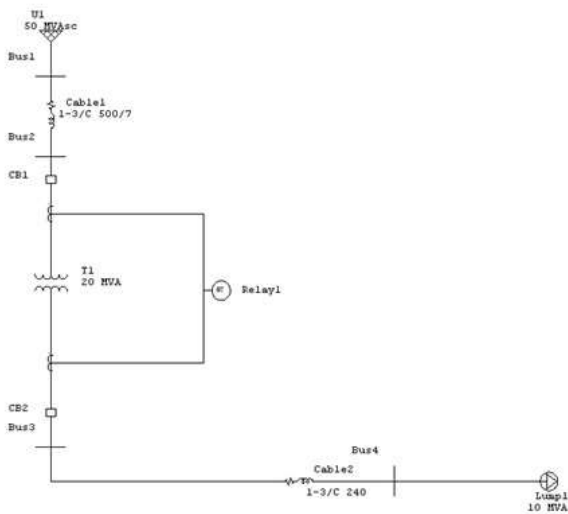 U1
50 MVAsc
Bus1
Cable1
1-3/C 500/7
Bus2
CB1
T1
20 MVA
87
Relay1
CB2
Bus3
Bus4
Cable2
1-3/C 240
Lump1
10 MVA